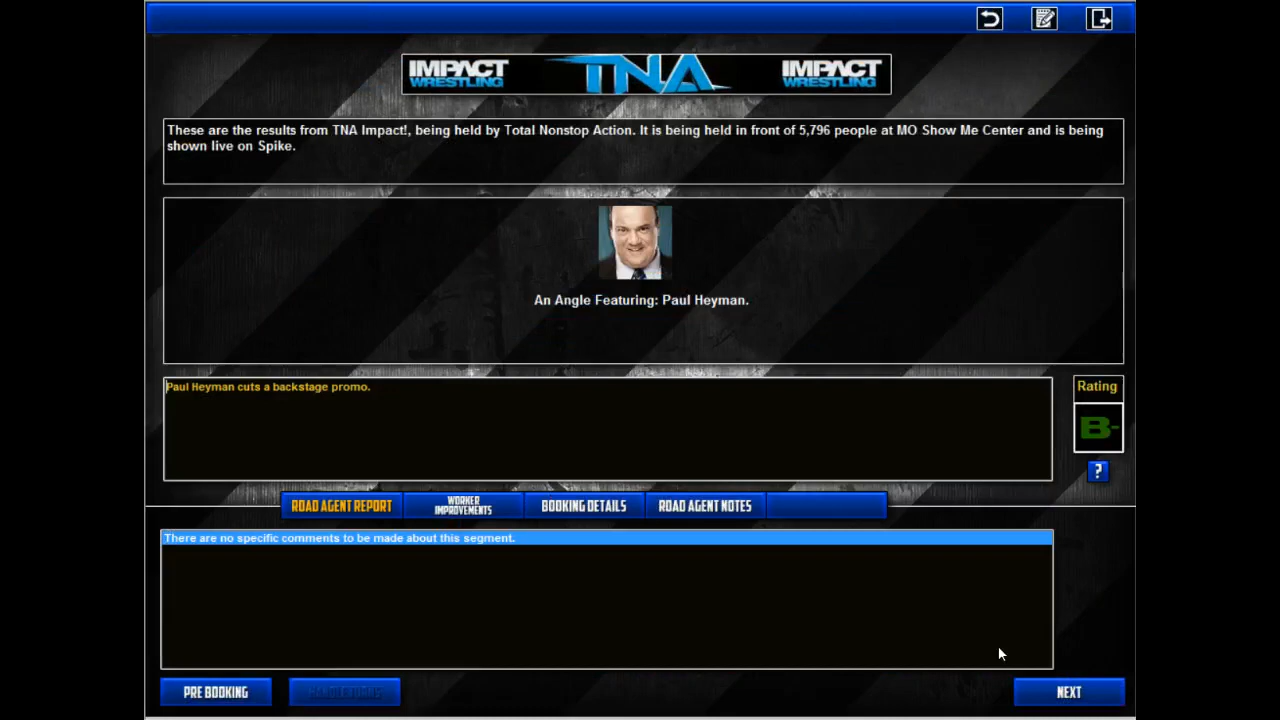 IMPACT WRESTLING TNA IMPACT WRESTLING
These are the results from TNA Impact!, being held by Total Nonstop Action. It is being held in front of 5,796 people at MO Show Me Center and is being
shown live on Spike.
An Angle Featuring: Paul Heyman.
Paul Heyman cuts a backstage promo.
Rating
B-
?
ROAD AGENT REPORT
WORKER
IMPROVEMENTS
BOOKING DETAILS
ROAD AGENT NOTES
There are no specific comments to be made about this segment.
PRE BOOKING
NEXT